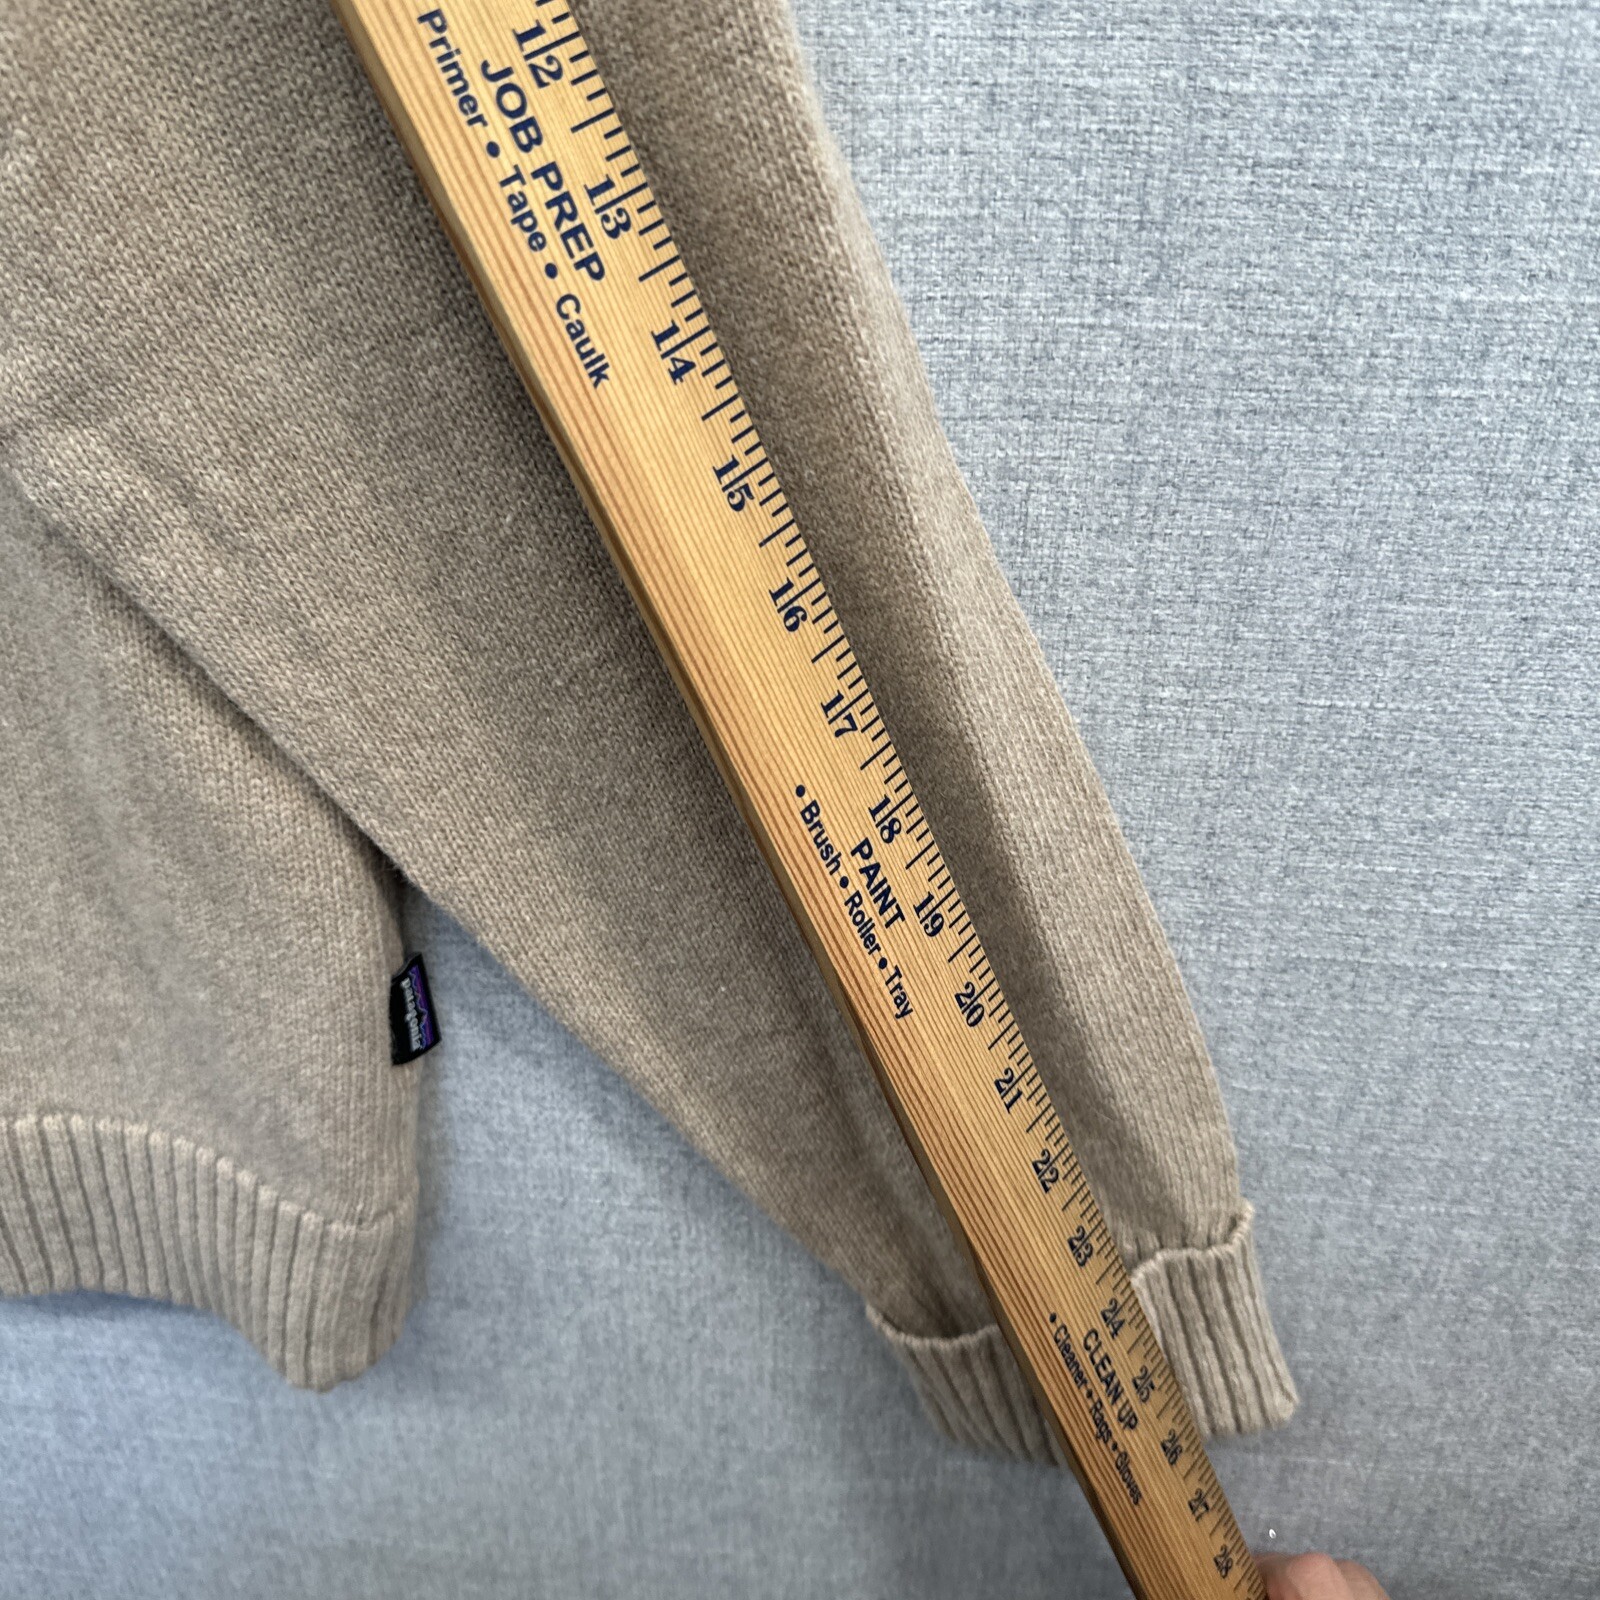 12
JOB PREP
Primer • Tape • Caulk
13
14
15
16
17
18
PAINT
• Brush • Roller • Tray
19
20
21
22
23
24
CLEAN UP
• Cleaner • Rags • Gloves
25
26
27
28
patagonia